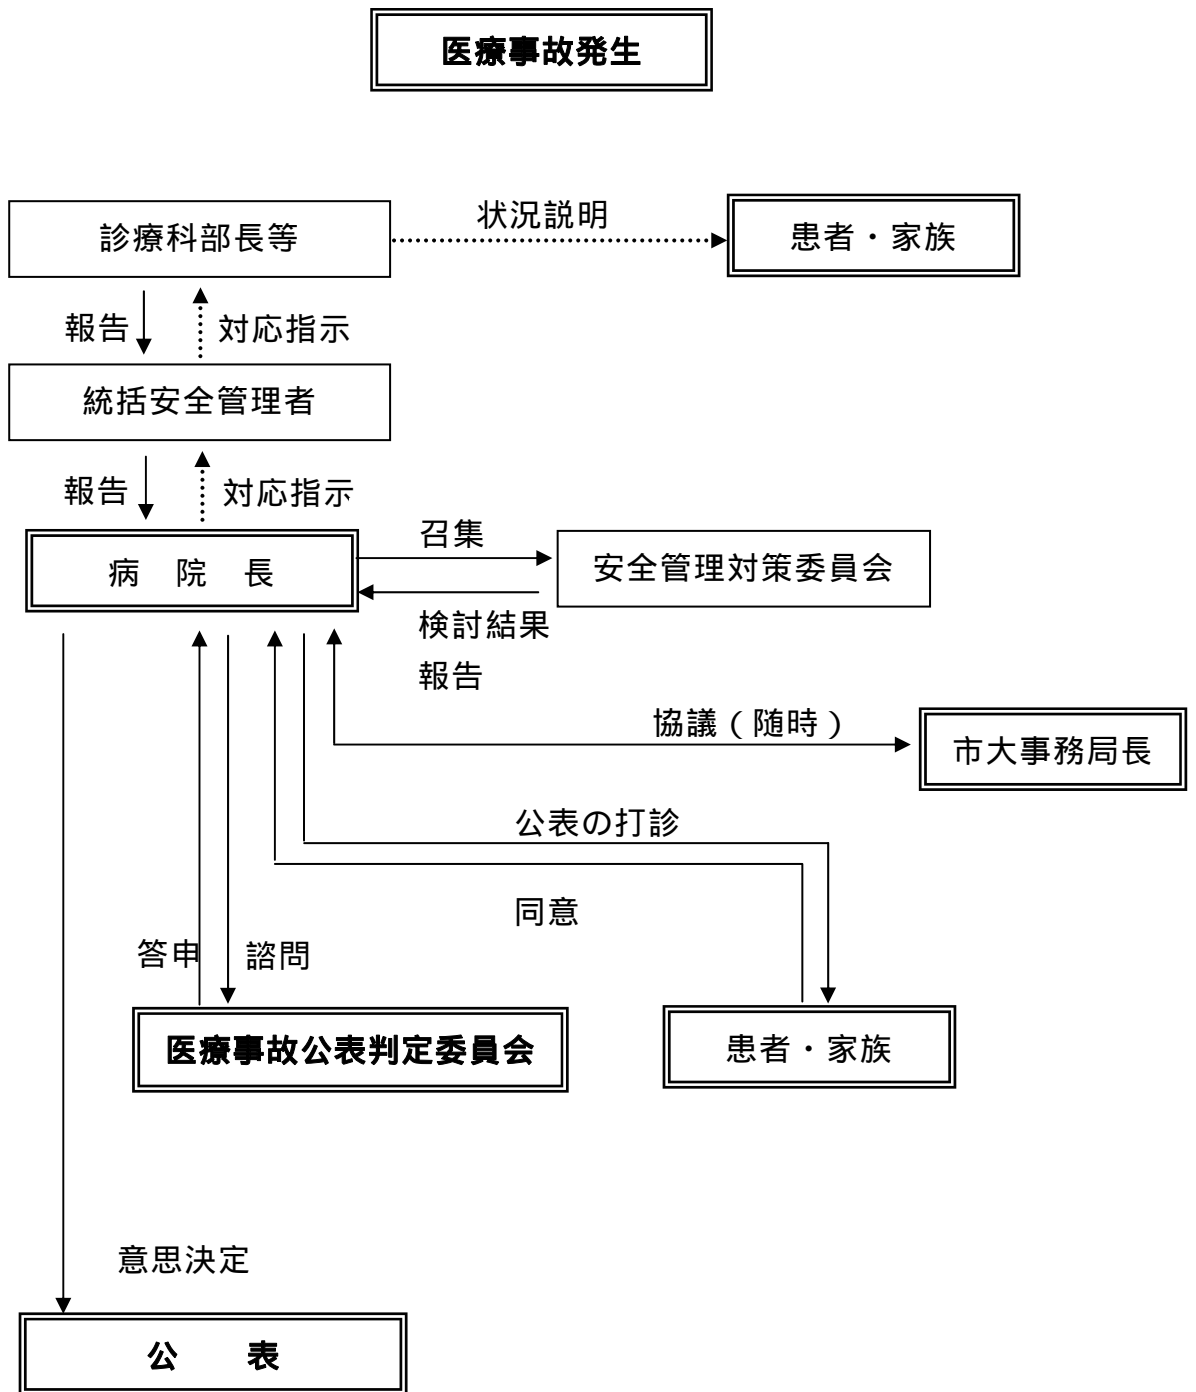 医療事故発生
診療科部長等
状況説明
患者・家族
報告
対応指示
統括安全管理者
報告
対応指示
病　院　長
召集
安全管理対策委員会
検討結果
報告
協議（随時）
市大事務局長
公表の打診
同意
答申
諮問
医療事故公表判定委員会
患者・家族
意思決定
公　　表